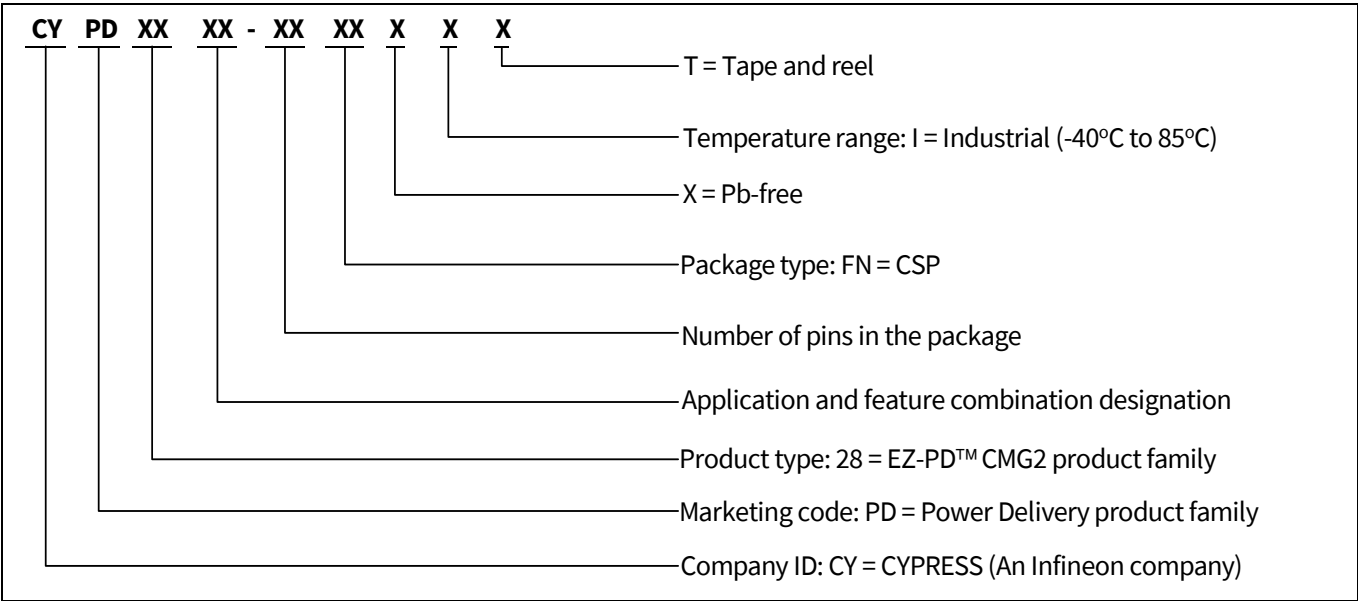 CY PD XX XX - XX XX X X X
T = Tape and reel
Temperature range: I = Industrial (-40ºC to 85ºC)
X = Pb-free
Package type: FN = CSP
Number of pins in the package
Application and feature combination designation
Product type: 28 = EZ-PD™ CMG2 product family
Marketing code: PD = Power Delivery product family
Company ID: CY = CYPRESS (An Infineon company)